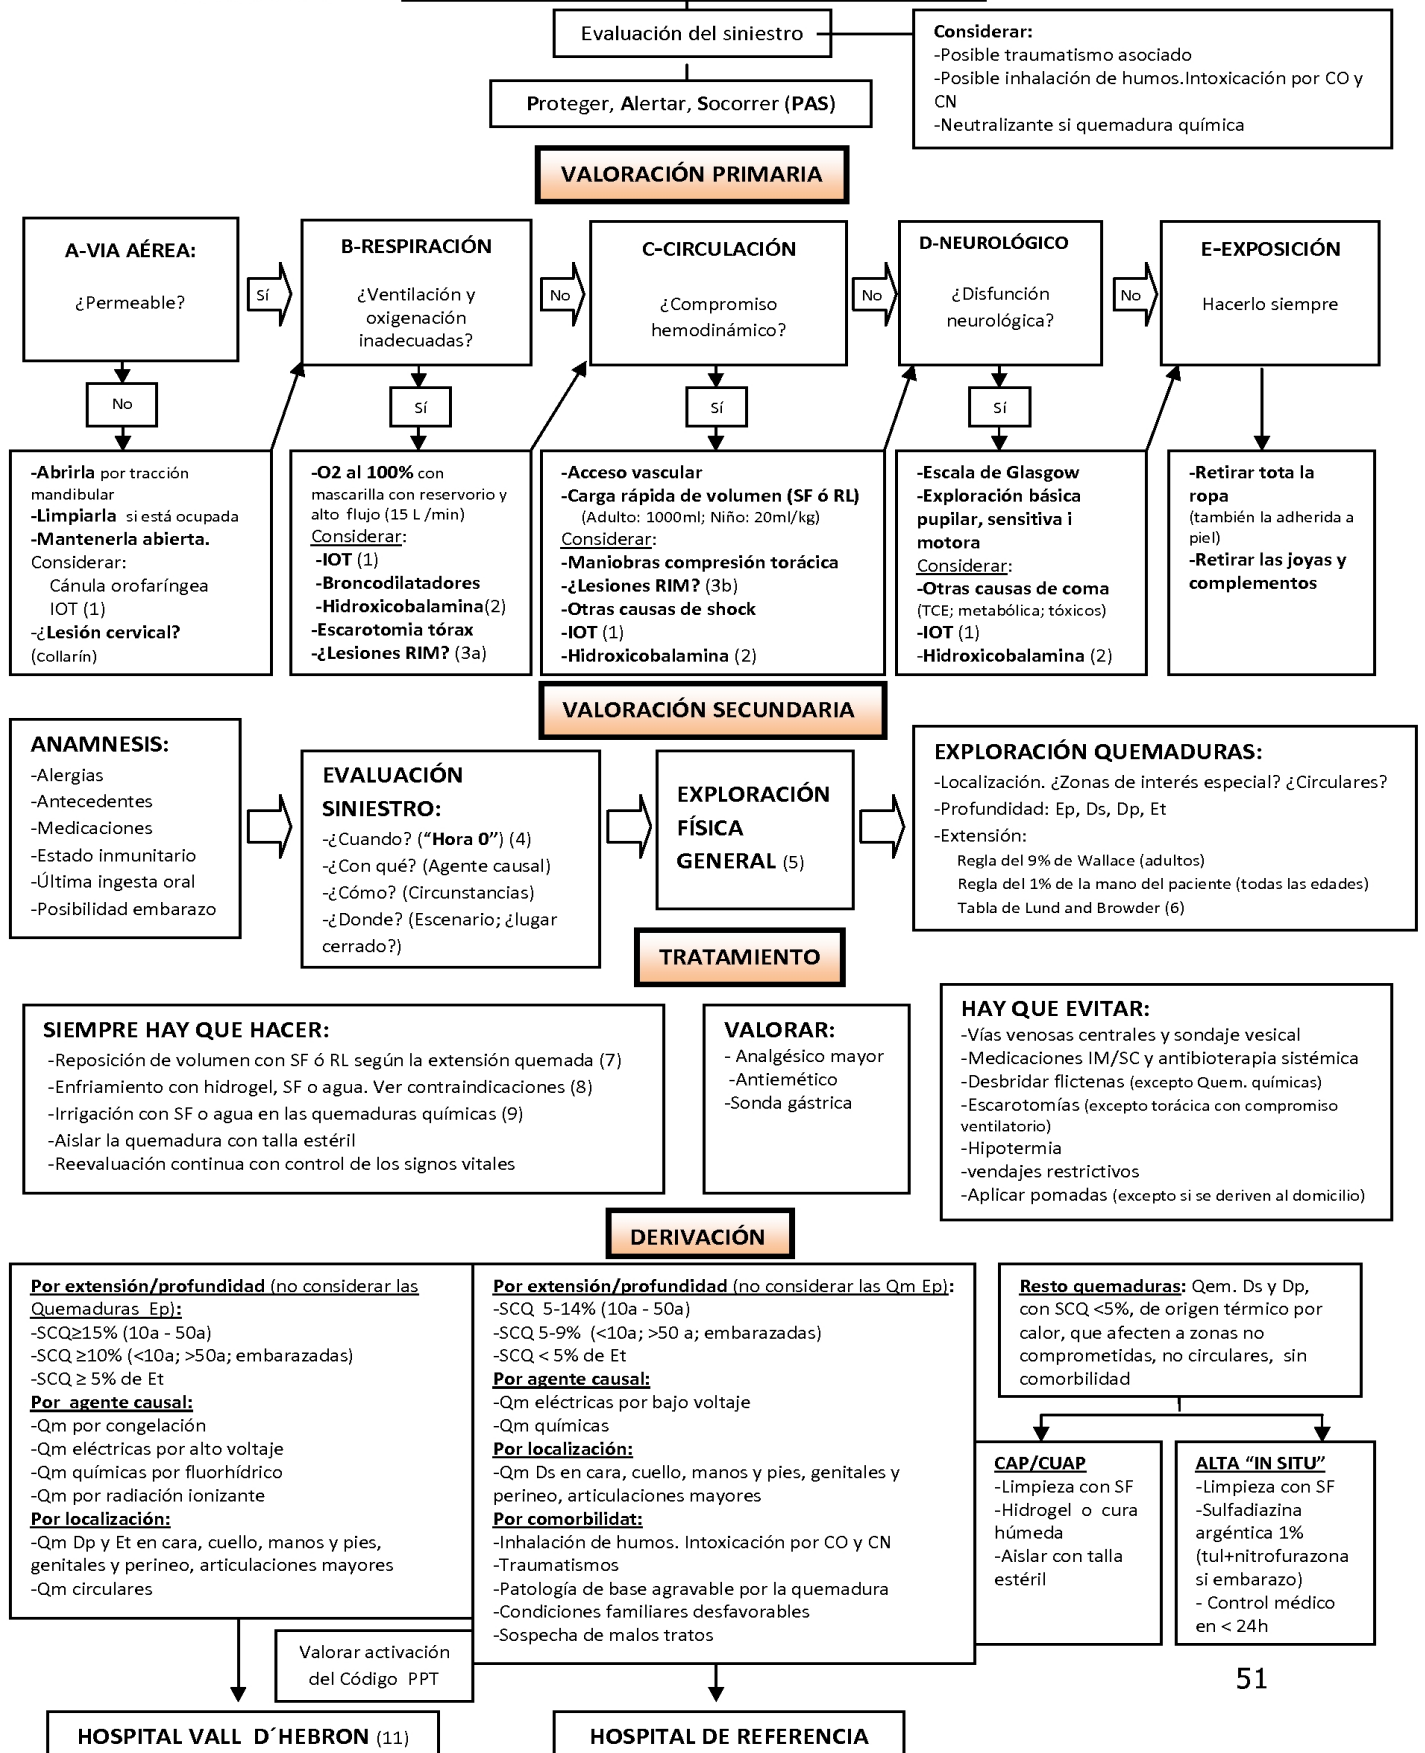 Evaluación del siniestro
Considerar:
-Posible traumatismo asociado
-Posible inhalación de humos.Intoxicación por CO y
CN
-Neutralizante si quemadura química
Proteger, Alertar, Socorrer (PAS)
VALORACIÓN PRIMARIA
A-VIA AÉREA:
¿Permeable?
Sí
B-RESPIRACIÓN
¿Ventilación y
oxigenación
inadecuadas?
No
C-CIRCULACIÓN
¿Compromiso
hemodinámico?
No
D-NEUROLÓGICO
¿Disfunción
neurológica?
No
E-EXPOSICIÓN
Hacerlo siempre
No
Sí
Sí
Sí
-Abrirla por tracción
mandibular
-Limpiarla si está ocupada
-Mantenerla abierta.
Considerar:
Cánula orofaríngea
IOT (1)
-¿Lesión cervical?
(Collarín)
-O2 al 100% con
mascarilla con reservorio y
alto flujo (15 L /min)
Considerar:
-IOT (1)
-Broncodilatadores
-Hidroxicobalamina(2)
-Escarotomia tórax
-¿Lesiones RIM? (3a)
-Acceso vascular
-Carga rápida de volumen (SF ó RL)
(Adulto: 1000ml; Niño: 20ml/kg)
Considerar:
-Maniobras compresión torácica
-¿Lesiones RIM? (3b)
-Otras causas de shock
-IOT (1)
-Hidroxicobalamina (2)
-Escala de Glasgow
-Exploración básica
pupilar, sensitiva i
motora
Considerar:
-Otras causas de coma
(TCE; metabólica; tóxicos)
-IOT (1)
-Hidroxicobalamina (2)
-Retirar tota la
ropa
(también la adherida a
piel)
-Retirar las joyas y
complementos
VALORACIÓN SECUNDARIA
ANAMNESIS:
-Alergias
-Antecedentes
-Medicaciones
-Estado inmunitario
-Última ingesta oral
-Posibilidad embarazo
EVALUACIÓN
SINIESTRO:
-¿Cuando? (“Hora 0”) (4)
-¿Con qué? (Agente causal)
-¿Cómo? (Circunstancias)
-¿Donde? (Escenario; ¿lugar
cerrado?)
EXPLORACIÓN
FÍSICA
GENERAL (5)
EXPLORACIÓN QUEMADURAS:
-Localización. ¿Zonas de interés especial? ¿Circulares?
-Profundidad: Ep, Ds, Dp, Et
-Extensión:
Regla del 9% de Wallace (adultos)
Regla del 1% de la mano del paciente (todas las edades)
Tabla de Lund and Browder (6)
TRATAMIENTO
SIEMPRE HAY QUE HACER:
-Reposición de volumen con SF ó RL según la extensión quemada (7)
-Enfriamiento con hidrogel, SF o agua. Ver contraindicaciones (8)
-Irrigación con SF o agua en las quemaduras químicas (9)
-Aislar la quemadura con talla estéril
-Reevaluación continua con control de los signos vitales
VALORAR:
- Analgésico mayor
-Antiemético
-Sonda gástrica
HAY QUE EVITAR:
-Vías venosas centrales y sondaje vesical
-Medicaciones IM/SC y antibioterapia sistémica
-Desbridar flictenas (excepto Quem. químicas)
-Escarotomías (excepto torácica con compromiso
ventilatorio)
-Hipotermia
-vendajes restrictivos
-Aplicar pomadas (excepto si se deriven al domicilio)
DERIVACIÓN
Por extensión/profundidad (no considerar las
Quemaduras Ep):
-SCQ≥15% (10a - 50a)
-SCQ ≥10% (<10a; >50a; embarazadas)
-SCQ ≥ 5% de Et
Por agente causal:
-Qm por congelación
-Qm eléctricas por alto voltaje
-Qm químicas por fluorhídrico
-Qm por radiación ionizante
Por localización:
-Qm Dp y Et en cara, cuello, manos y pies,
genitales y perineo, articulaciones mayores
-Qm circulares
Por extensión/profundidad (no considerar las Qm Ep):
-SCQ 5-14% (10a - 50a)
-SCQ 5-9% (<10a; >50 a; embarazadas)
-SCQ < 5% de Et
Por agente causal:
-Qm eléctricas por bajo voltaje
-Qm químicas
Por localización:
-Qm Ds en cara, cuello, manos y pies, genitales y
perineo, articulaciones mayores
Por comorbilidat:
-Inhalación de humos. Intoxicación por CO y CN
-Traumatismos
-Patología de base agravable por la quemadura
-Condiciones familiares desfavorables
-Sospecha de malos tratos
Resto quemaduras: Qem. Ds y Dp,
con SCQ <5%, de origen térmico por
calor, que afecten a zonas no
comprometidas, no circulares, sin
comorbilidad
CAP/CUAP
-Limpieza con SF
-Hidrogel o cura
húmeda
-Aislar con talla
estéril
ALTA “IN SITU”
-Limpieza con SF
-Sulfadiazina
argéntica 1%
(tul+nitrofurazona
si embarazo)
- Control médico
en < 24h
Valorar activación
del Código PPT
51
HOSPITAL VALL D´HEBRON (11)
HOSPITAL DE REFERENCIA